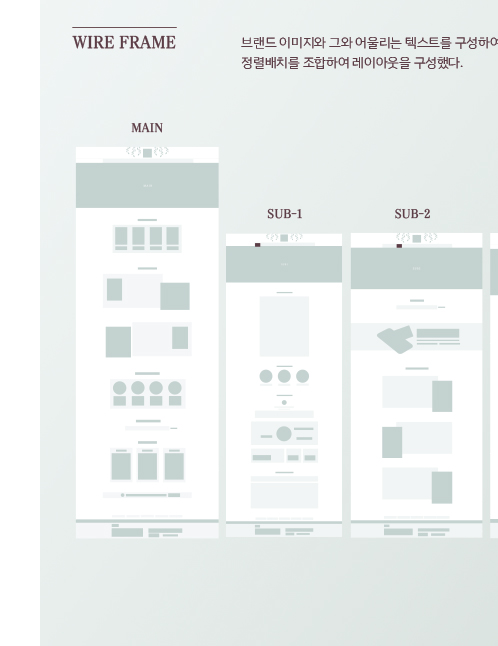 WIRE FRAME
브랜드 이미지와 그와 어울리는 텍스트를 구성하여
정렬배치를 조합하여 레이아웃을 구성했다.
MAIN
SUB-1
SUB-2